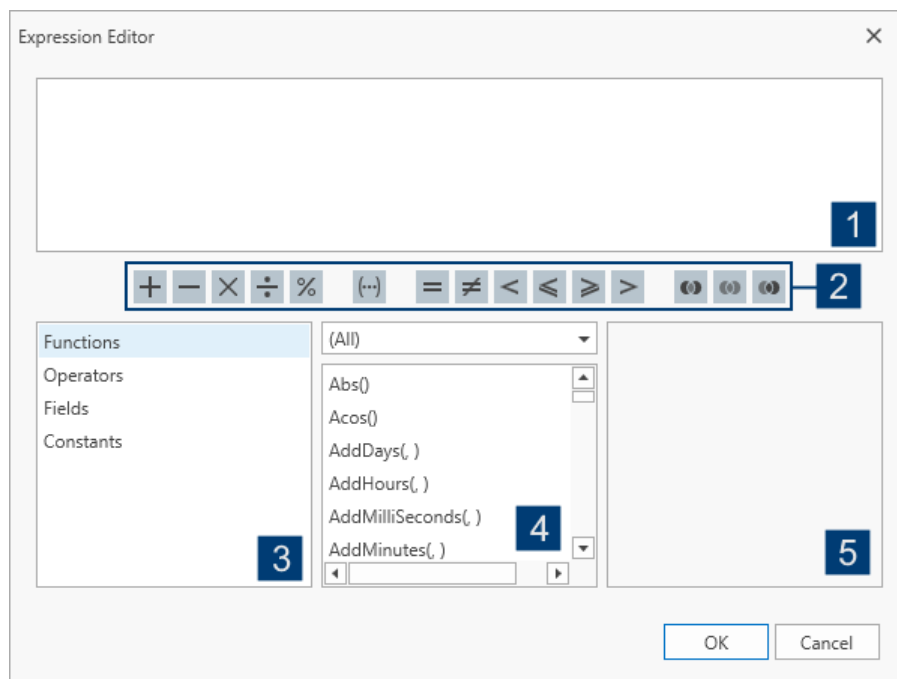 Expression Editor
1
+ − × ÷ % (···) = ≠ < ⩽ ⩾ >
2
Functions
Operators
Fields
Constants
3
(All)
Abs()
Acos()
AddDays(, )
AddHours(, )
AddMilliSeconds(, )
AddMinutes(, )
4
5
OK
Cancel